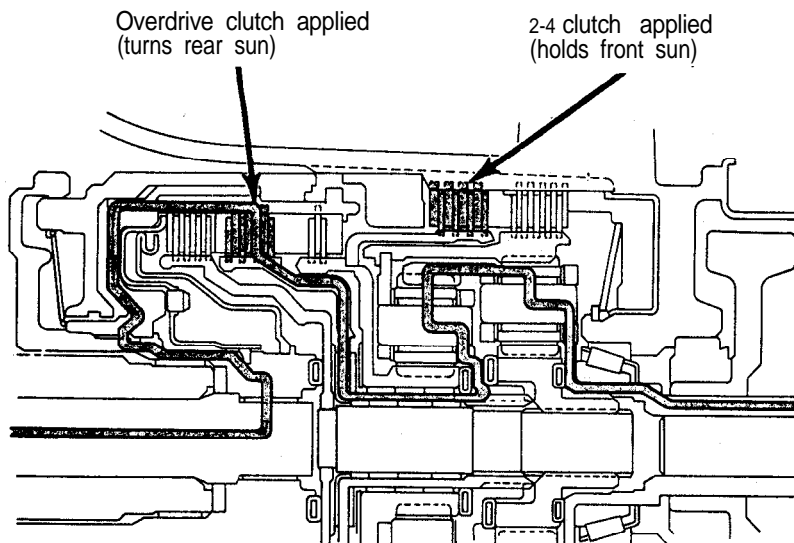 Overdrive clutch applied
(turns rear sun)
2-4 clutch applied
(holds front sun)